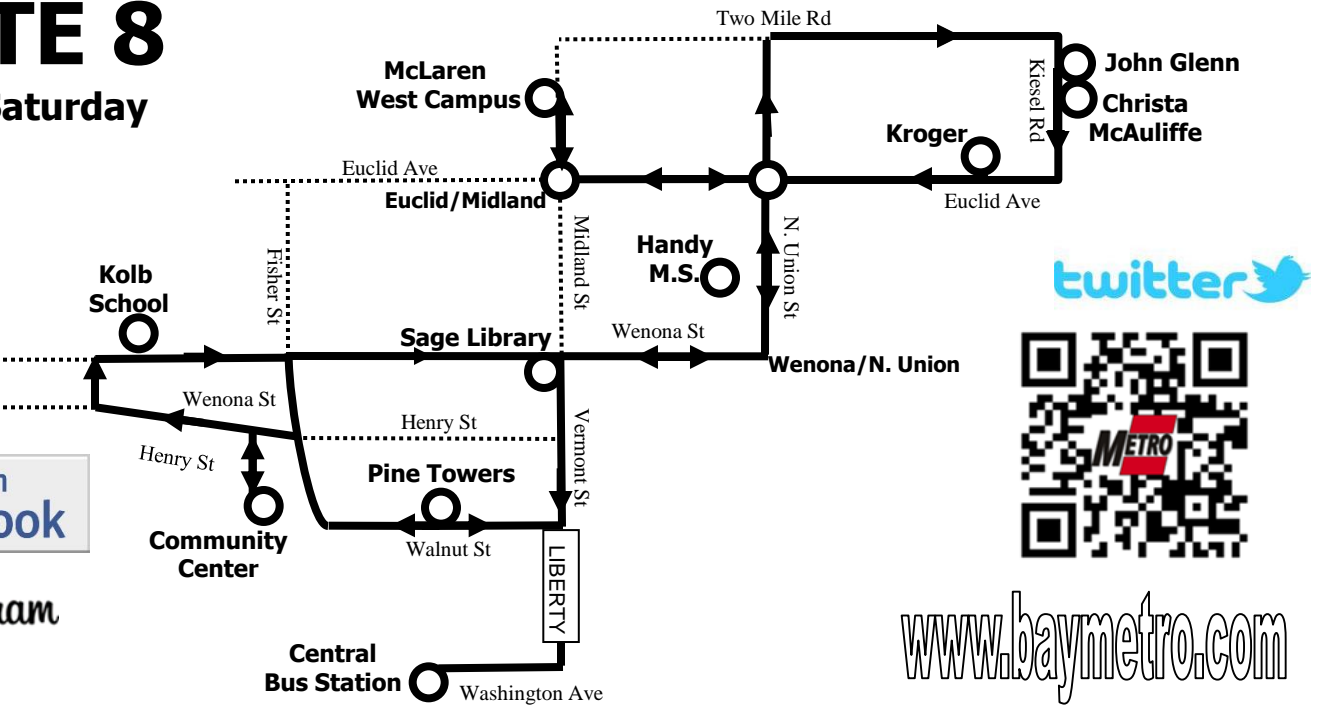 TE 8
Saturday
Two Mile Rd
McLaren
West Campus
Kiesel Rd
John Glenn
Christa
McAuliffe
Kroger
Euclid Ave
Euclid/Midland
Euclid Ave
Fisher St
Midland St
Handy
M.S.
N. Union St
twitter
Kolb
School
Sage Library
Wenona St
Wenona/N. Union
Wenona St
Henry St
Henry St
Vermont St
METRO
Pine Towers
Walnut St
ook
Community
Center
LIBERTY
am
www.baymetro.com
Central
Bus Station
Washington Ave